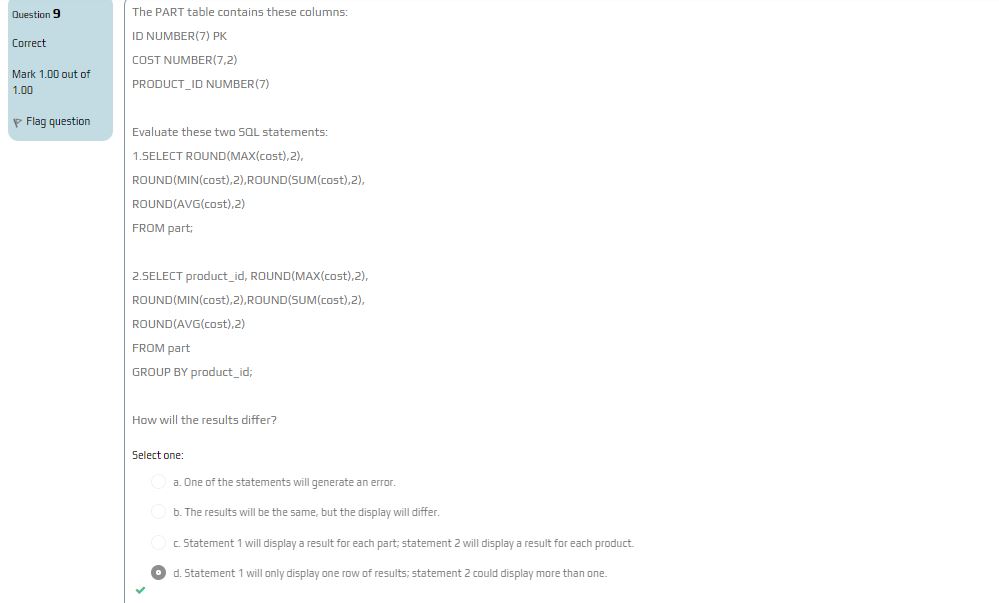 Question 9
Correct
Mark 1.00 out of
1.00
Flag question
The PART table contains these columns:
ID NUMBER(7) PK
COST NUMBER(7,2)
PRODUCT_ID NUMBER(7)
Evaluate these two SQL statements:
1.SELECT ROUND(MAX(cost),2),
ROUND(MIN(cost),2),ROUND(SUM(cost),2),
ROUND(AVG(cost),2)
FROM part;
2.SELECT product_id, ROUND(MAX(cost),2),
ROUND(MIN(cost),2),ROUND(SUM(cost),2),
ROUND(AVG(cost),2)
FROM part
GROUP BY product_id;
How will the results differ?
Select one:
a. One of the statements will generate an error.
b. The results will be the same, but the display will differ.
c. Statement 1 will display a result for each part; statement 2 will display a result for each product.
d. Statement 1 will only display one row of results; statement 2 could display more than one.